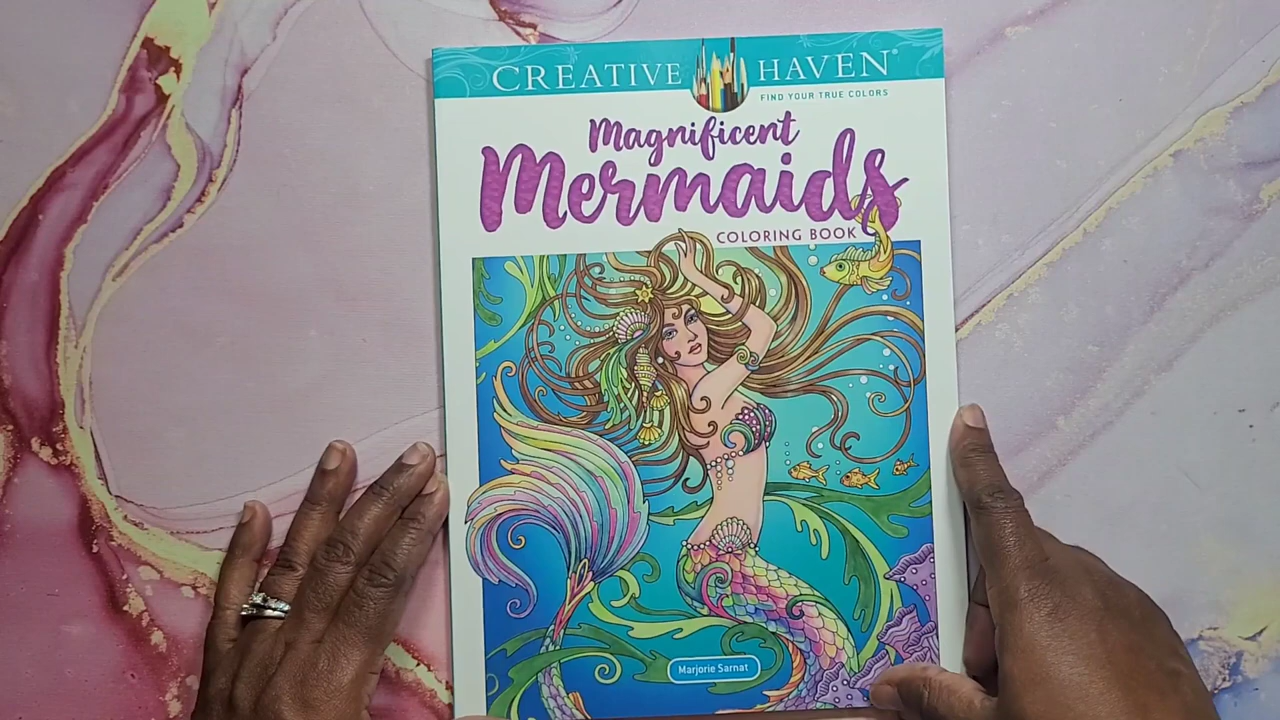 CREATIVE HAVEN®
FIND YOUR TRUE COLORS
Magnificent
Mermaids
COLORING BOOK
Marjorie Sarnat